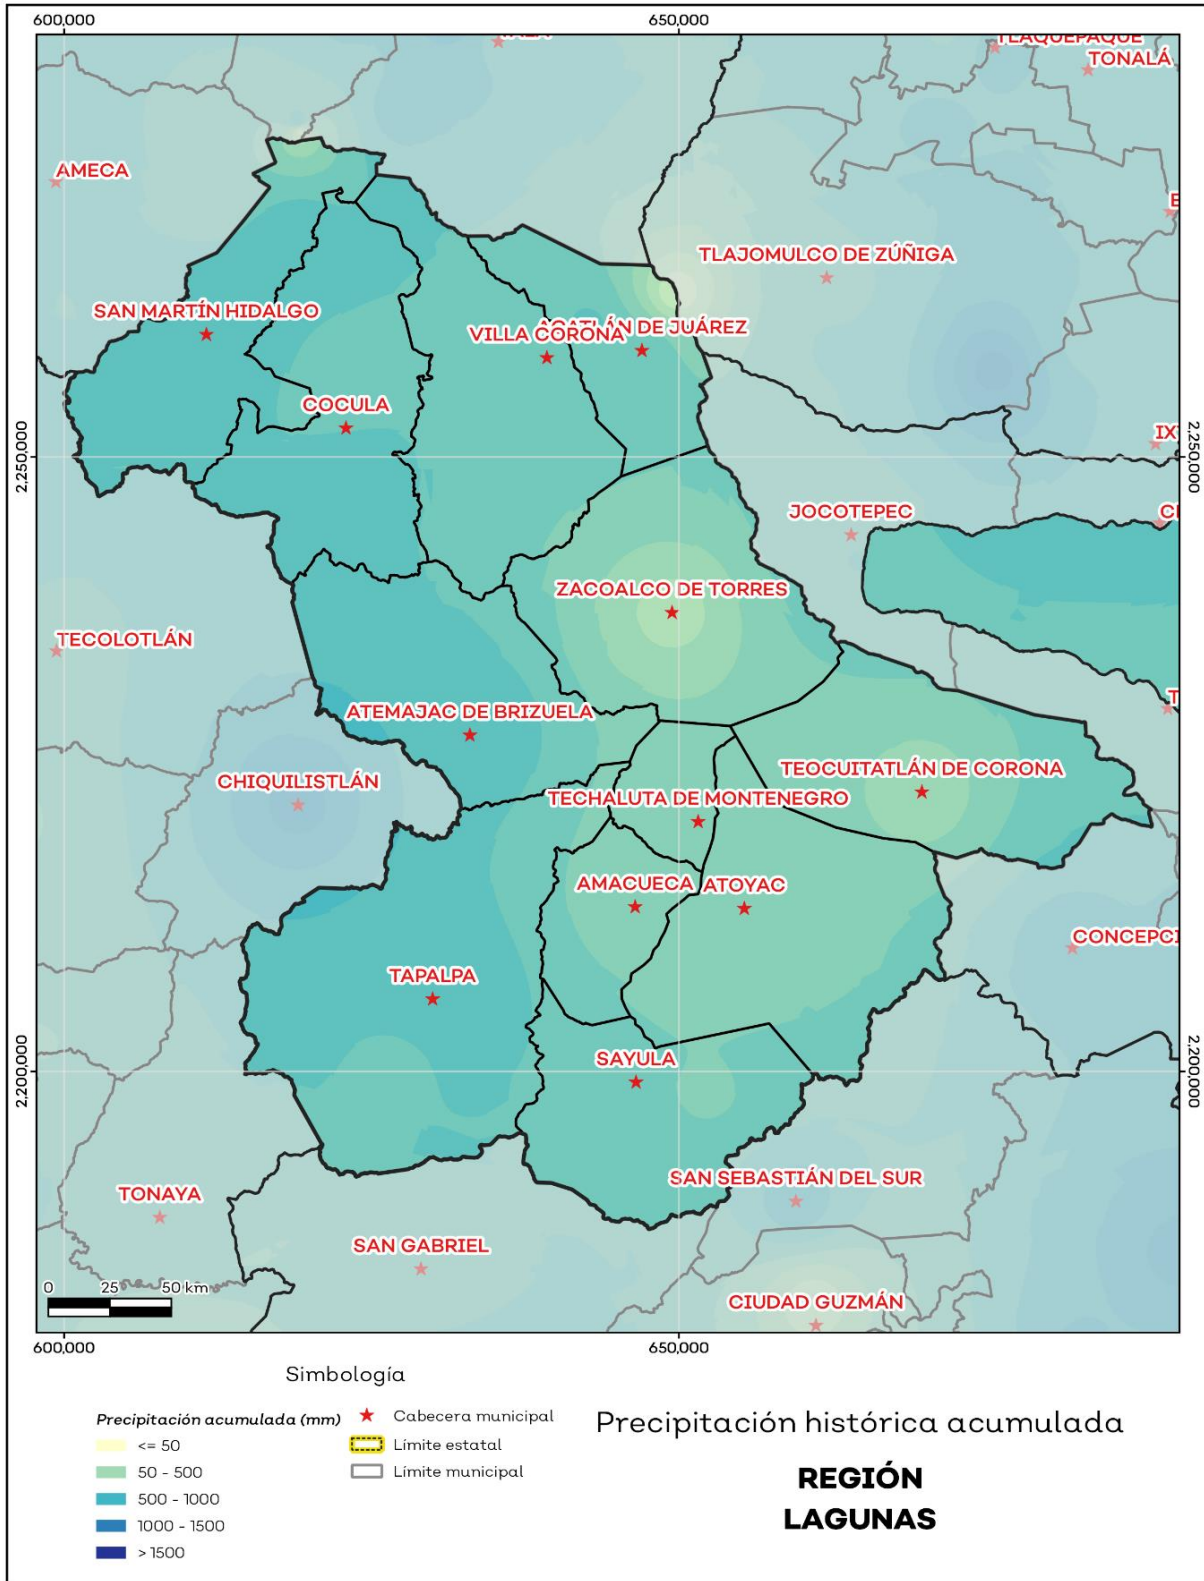 600,000
650,000
TLAQUEPAQUE
TONALÁ
AMECA
TLAJOMULCO DE ZÚÑIGA
SAN MARTÍN HIDALGO
VILLA CORONA
DE JUÁREZ
COCULA
2,250,000
2,250,000
JOCOTEPEC
ZACOALCO DE TORRES
TECOLOTLÁN
ATEMAJAC DE BRIZUELA
CHIQUILISTLÁN
TEOCUITATLÁN DE CORONA
TECHALUTA DE MONTENEGRO
AMACUECA
ATOYAC
CONCEPCI
TAPALPA
SAYULA
2,200,000
2,200,000
SAN SEBASTIÁN DEL SUR
TONAYA
SAN GABRIEL
0 25 50 km
CIUDAD GUZMÁN
600,000
650,000
Simbología
Precipitación acumulada (mm)
<= 50
50 - 500
500 - 1000
1000 - 1500
> 1500
Cabecera municipal
Límite estatal
Límite municipal
Precipitación histórica acumulada
REGIÓN
LAGUNAS